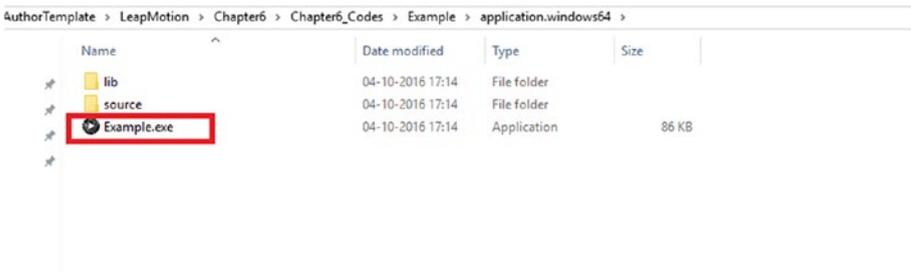 AuthorTemplate > LeapMotion > Chapter6 > Chapter6_Codes > Example > application.windows64 >
Name Date modified Type Size
lib 04-10-2016 17:14 File folder
source 04-10-2016 17:14 File folder
Example.exe 04-10-2016 17:14 Application 86 KB